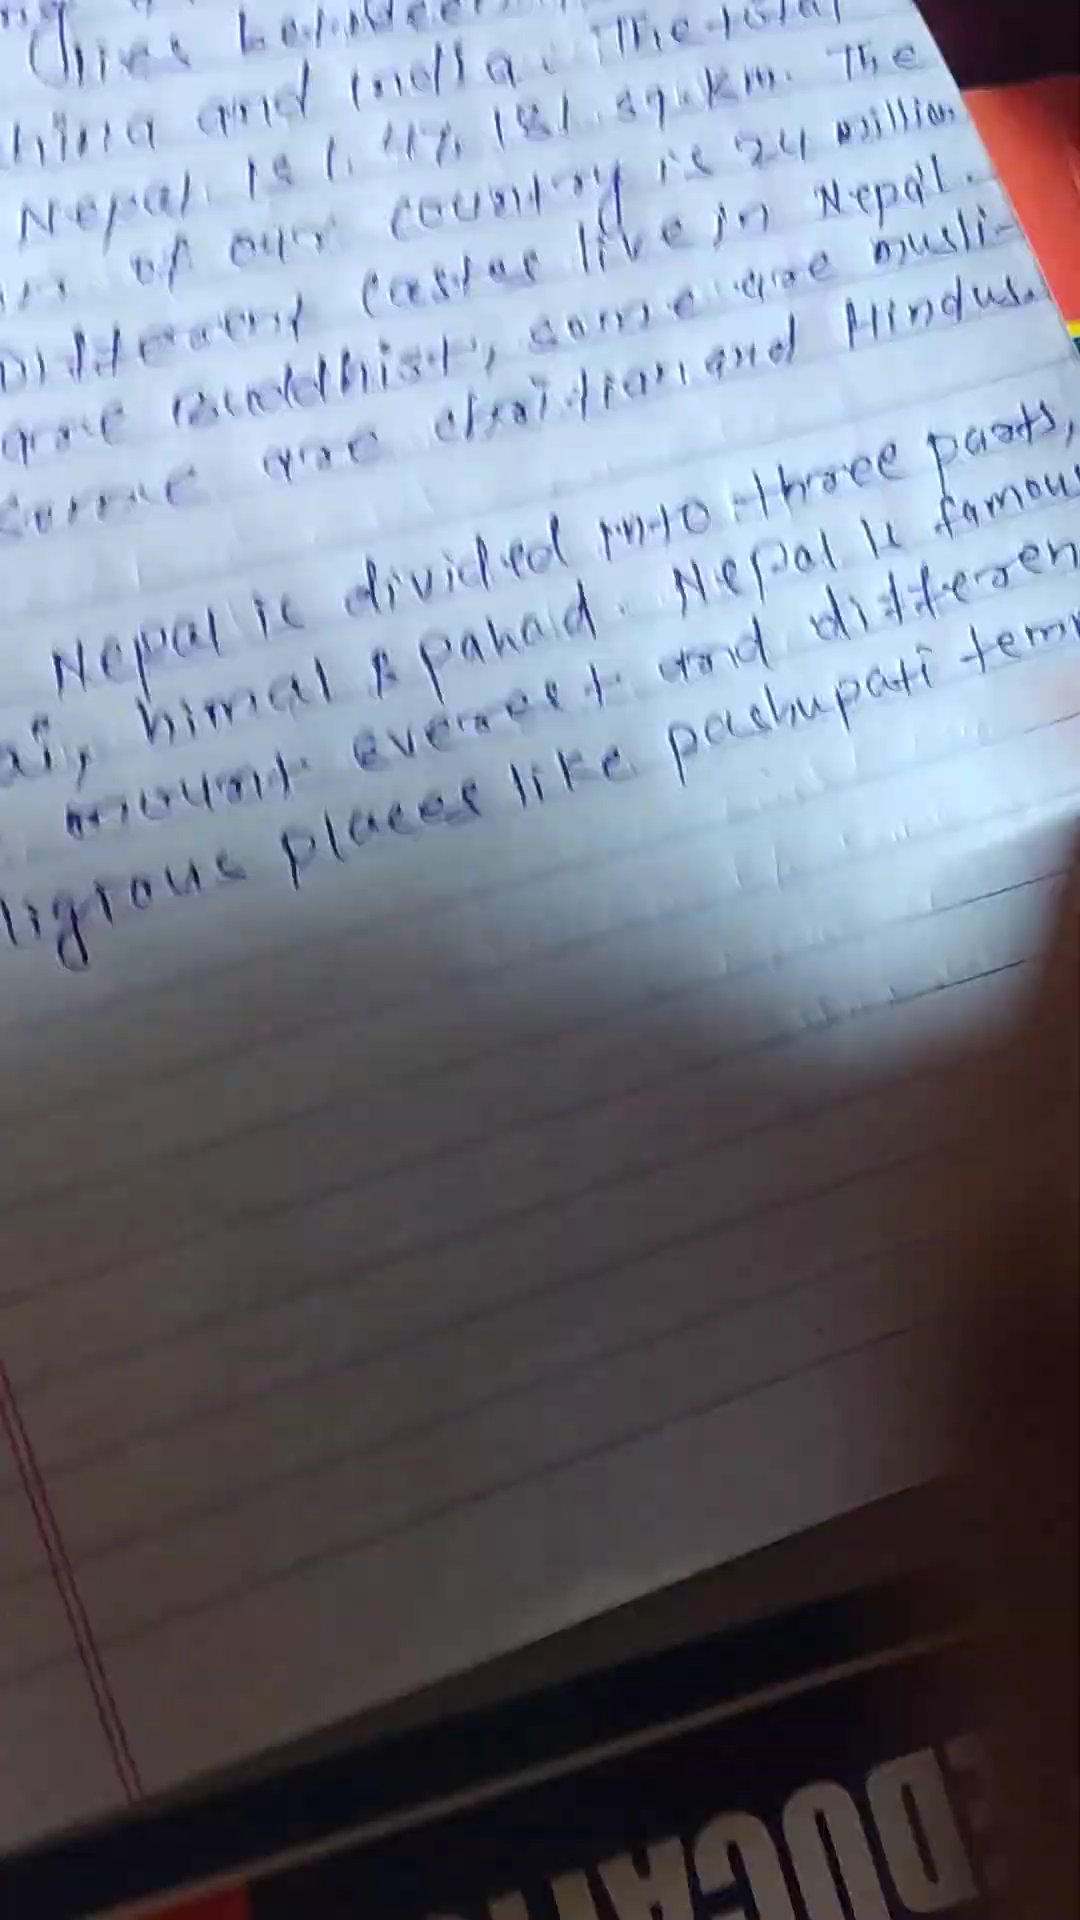 lies between
hina and India. The total
Nepal is 1,47,181 sq.km. The
of our country is 24 million
Different castes live in Nepal.
are Buddhist, some are musli-
some are christian and Hindus.
Nepal is divided into three parts,
ai, himal & pahad. Nepal is famous
mount everest and differen
ligious places like pashupati tem
DUCATI